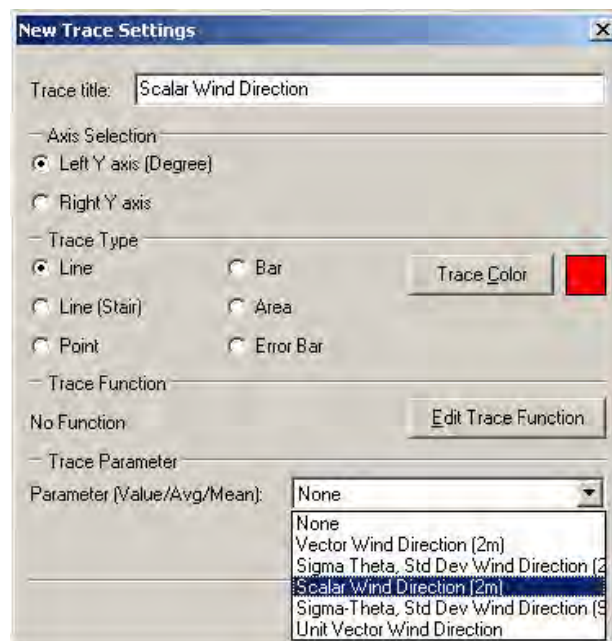 New Trace Settings
Trace title: Scalar Wind Direction
Axis Selection
Left Y axis (Degree)
Right Y axis
Trace Type
Line
Bar
Trace Color
Line (Stair)
Area
Point
Error Bar
Trace Function
No Function
Edit Trace Function
Trace Parameter
Parameter (Value/Avg/Mean): None
None
Vector Wind Direction (2m)
Sigma Theta, Std Dev Wind Direction (2
Scalar Wind Direction (2m)
Sigma-Theta, Std Dev Wind Direction (S
Unit Vector Wind Direction